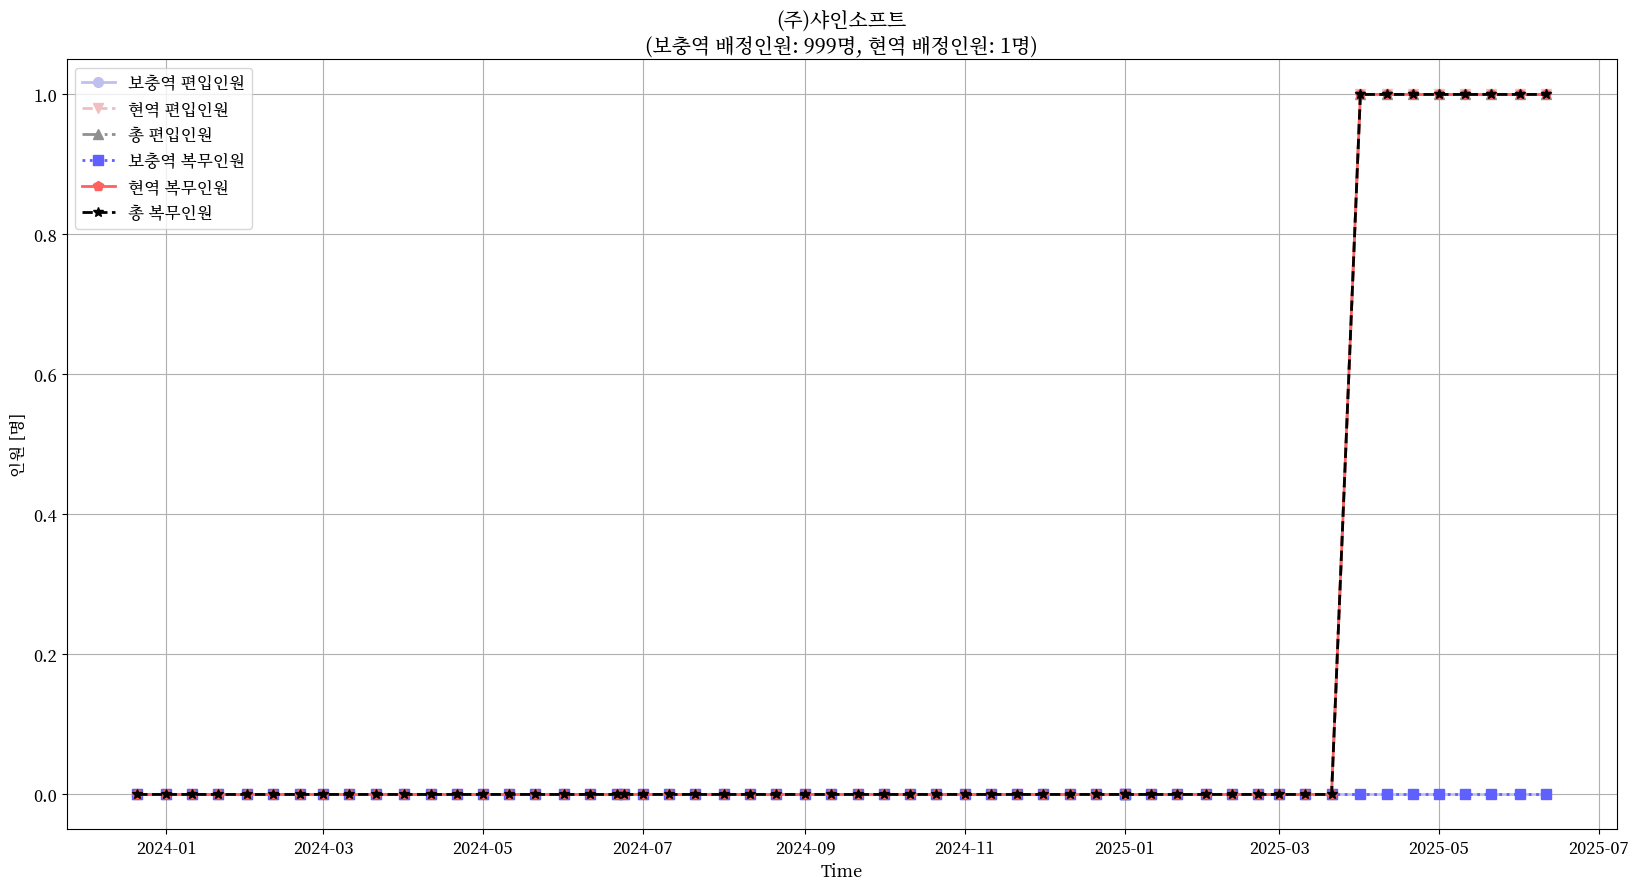 (주)샤인소프트
(보충역 배정인원: 999명, 현역 배정인원: 1명)
보충역 편입인원
현역 편입인원
총 편입인원
보충역 복무인원
현역 복무인원
총 복무인원
1.0
0.8
0.6
0.4
0.2
0.0
인원 [명]
2024-01 2024-03 2024-05 2024-07 2024-09 2024-11 2025-01 2025-03 2025-05 2025-07
Time